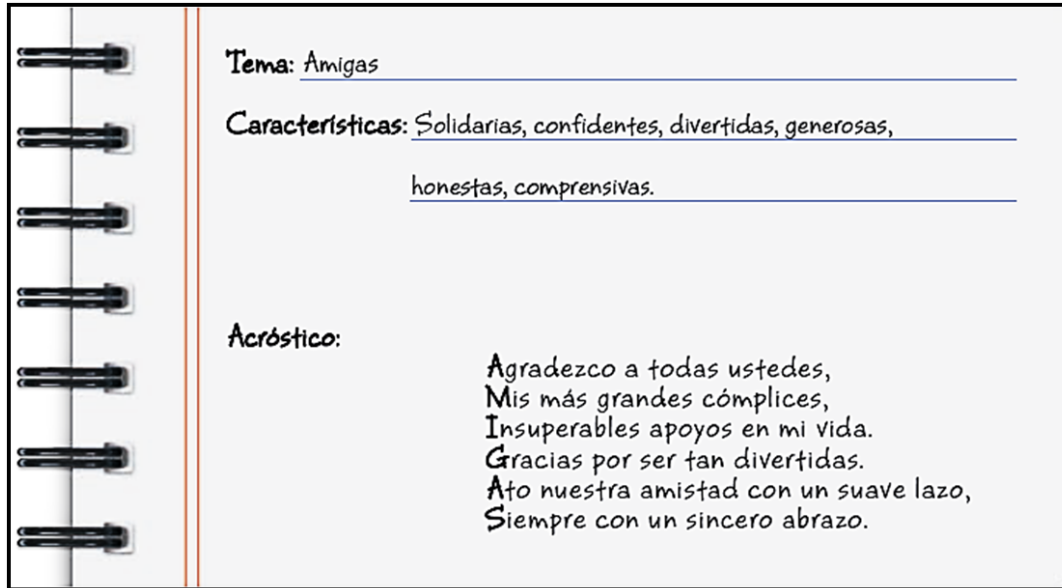 Tema: Amigas
Características: Solidarias, confidentes, divertidas, generosas,
honestas, comprensivas.
Acróstico:
Agradezco a todas ustedes,
Mis más grandes cómplices,
Insuperables apoyos en mi vida.
Gracias por ser tan divertidas.
Ato nuestra amistad con un suave lazo,
Siempre con un sincero abrazo.